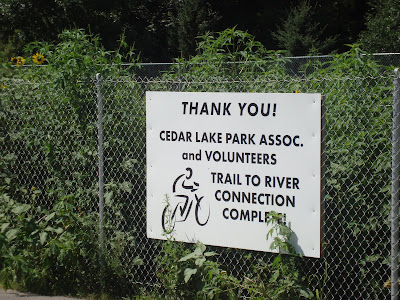 THANK YOU!
CEDAR LAKE PARK ASSOC.
and VOLUNTEERS
TRAIL TO RIVER
CONNECTION
COMPLETE!